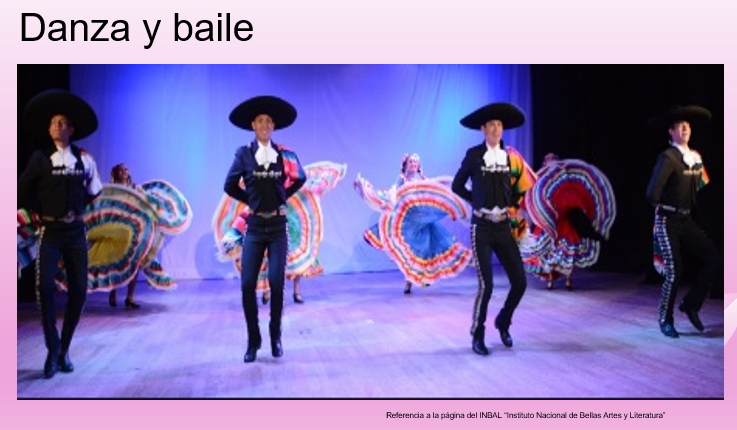 Danza y baile
Referencia a la página del INBAL "Instituto Nacional de Bellas Artes y Literatura"